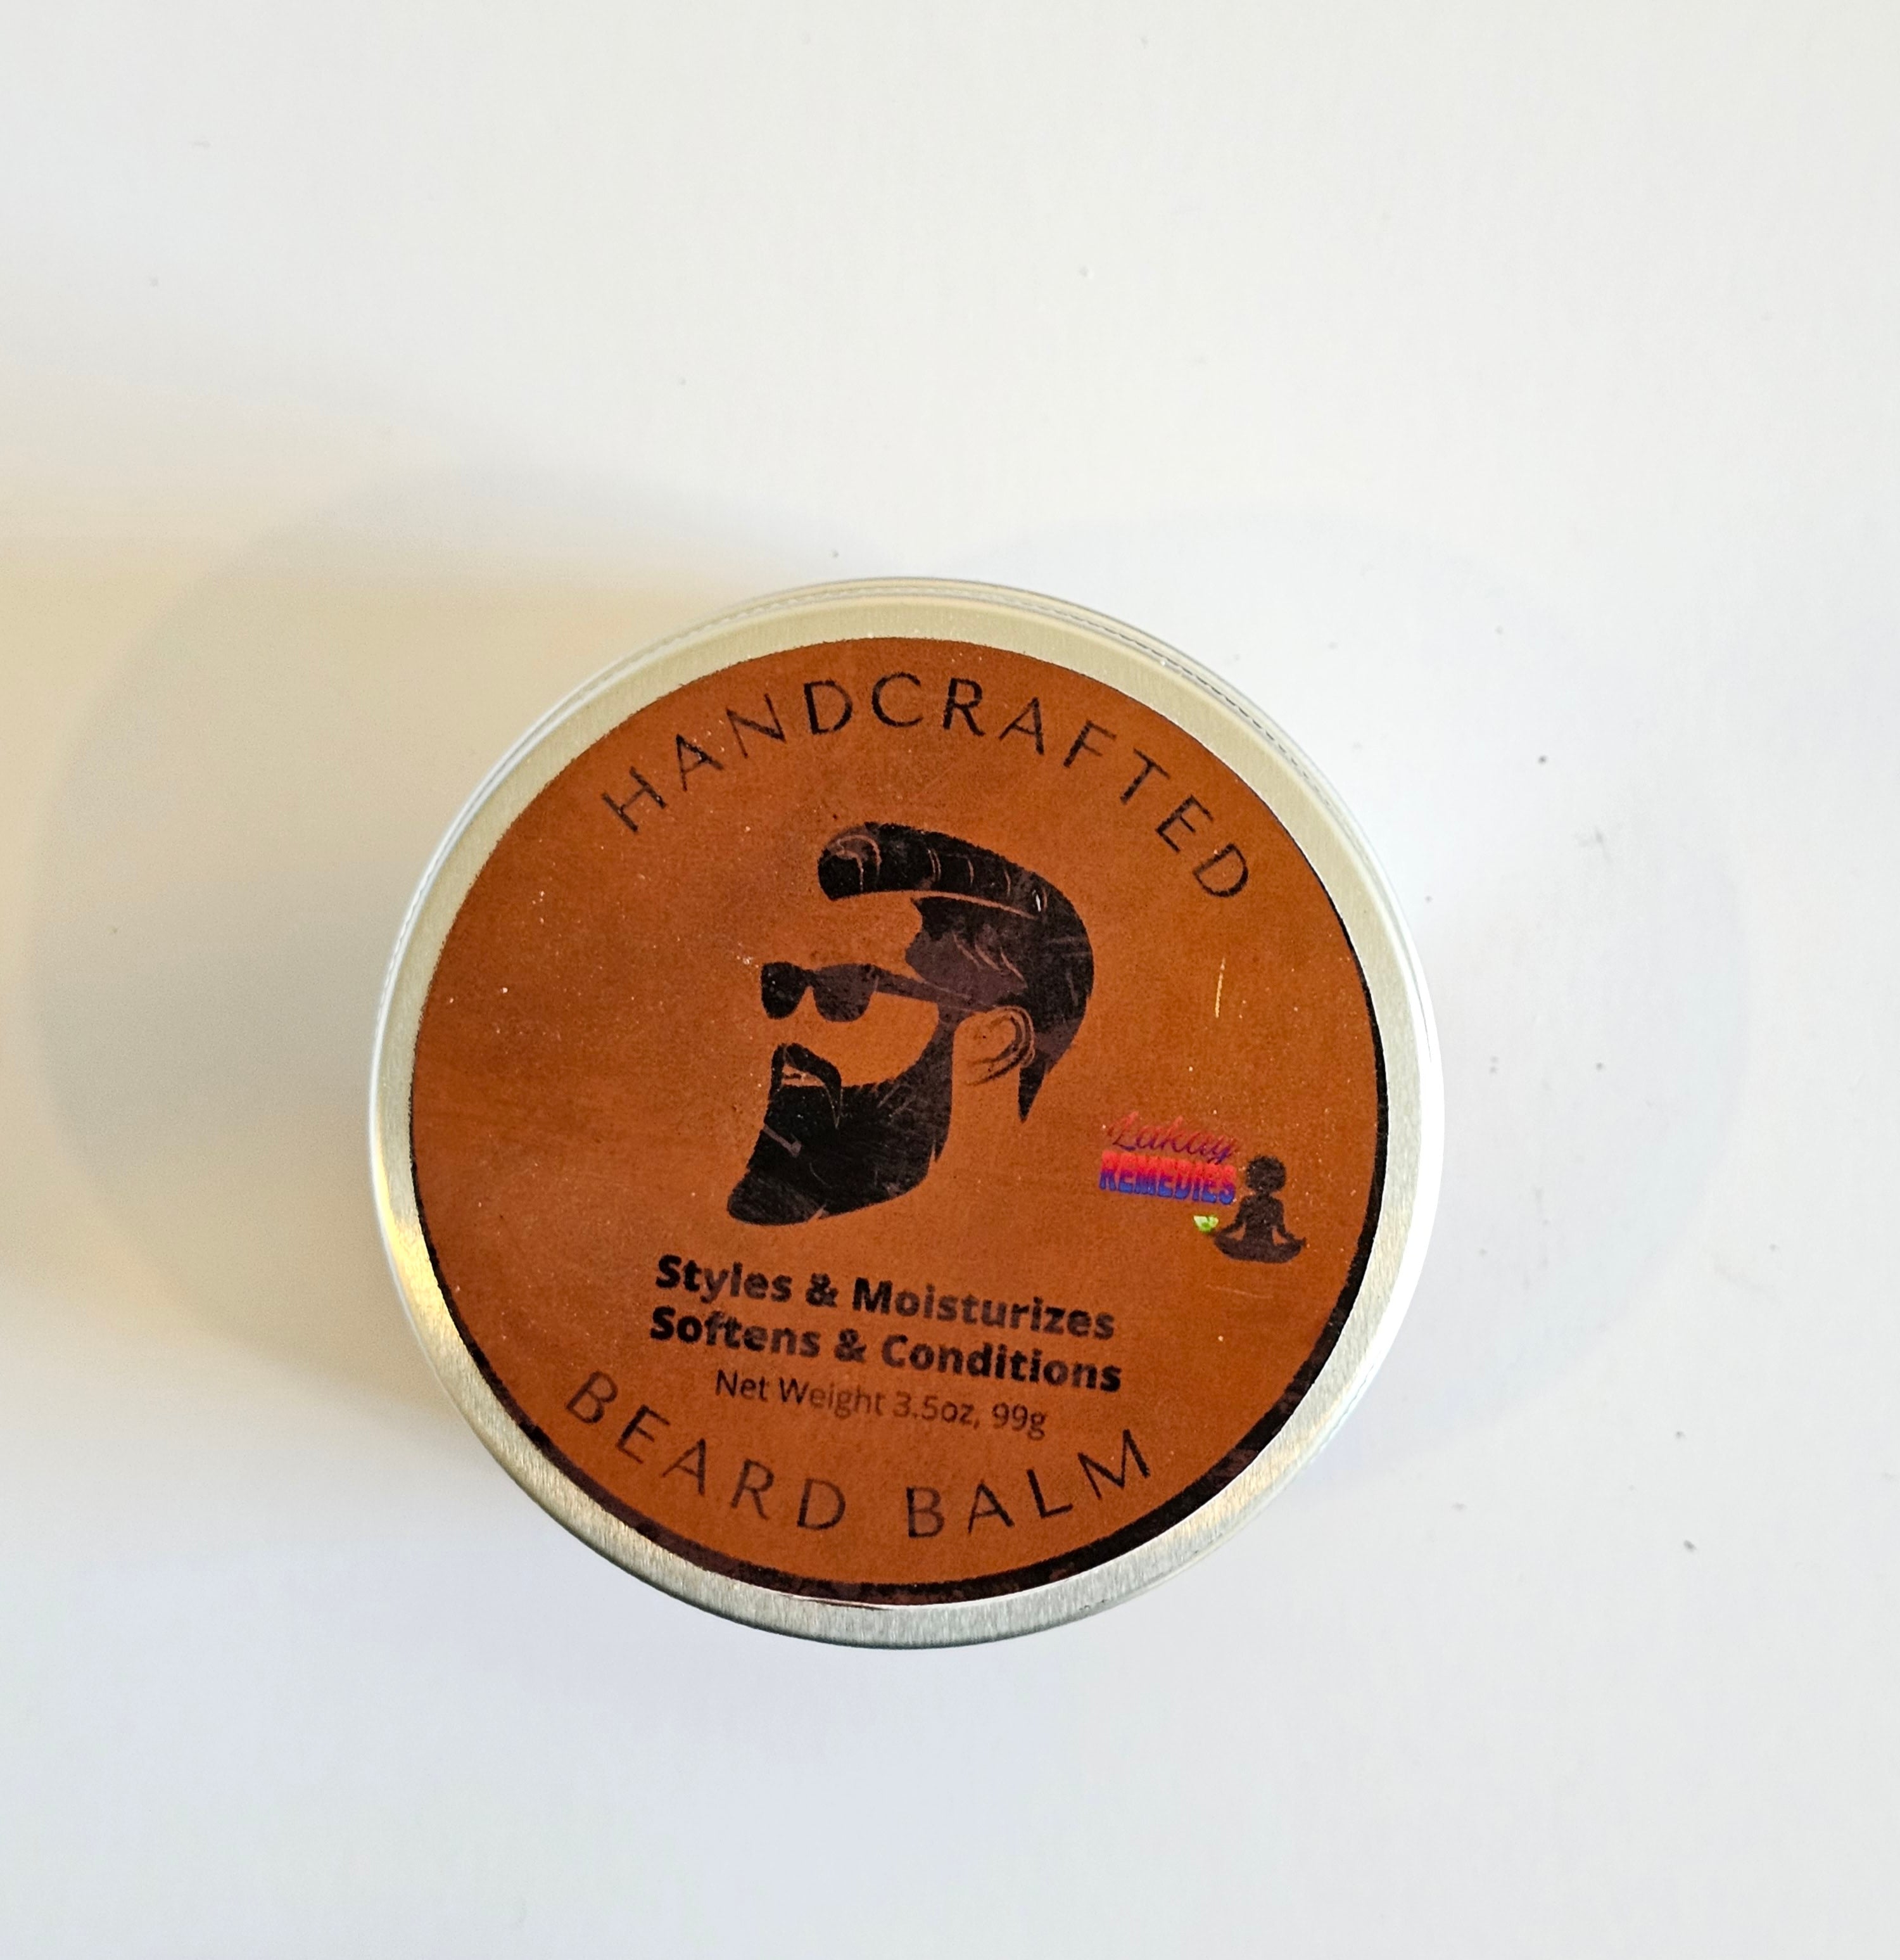 HANDCRAFTED
Lakay
REMEDIES
Styles & Moisturizes
Softens & Conditions
Net Weight 3.5oz, 99g
BEARD BALM